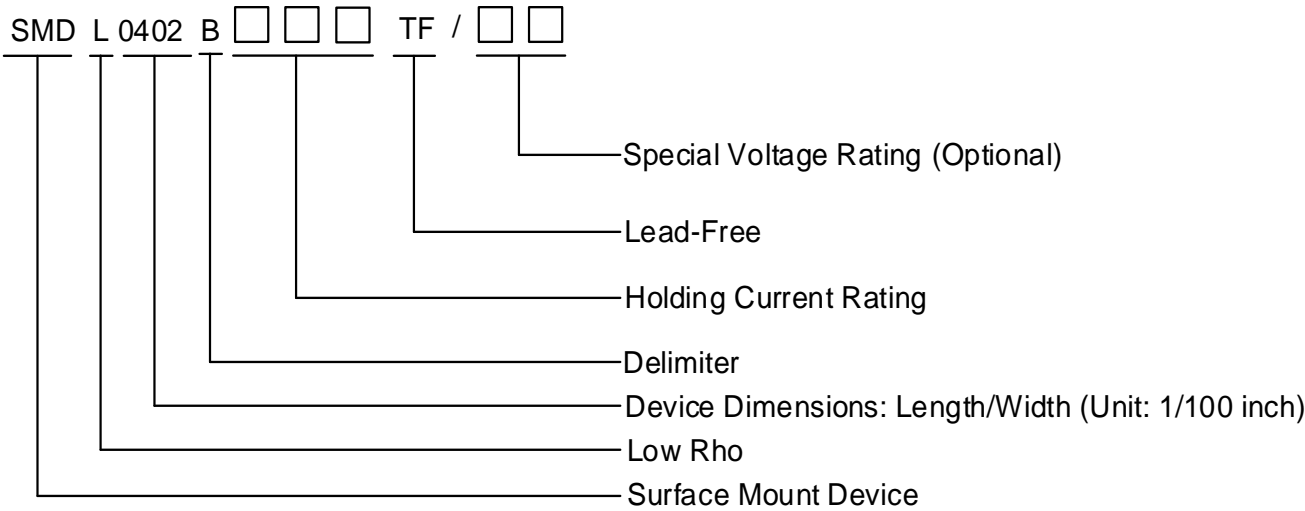 SMD L 0402 B □ □ □ TF / □ □
Special Voltage Rating (Optional)
Lead-Free
Holding Current Rating
Delimiter
Device Dimensions: Length/Width (Unit: 1/100 inch)
Low Rho
Surface Mount Device